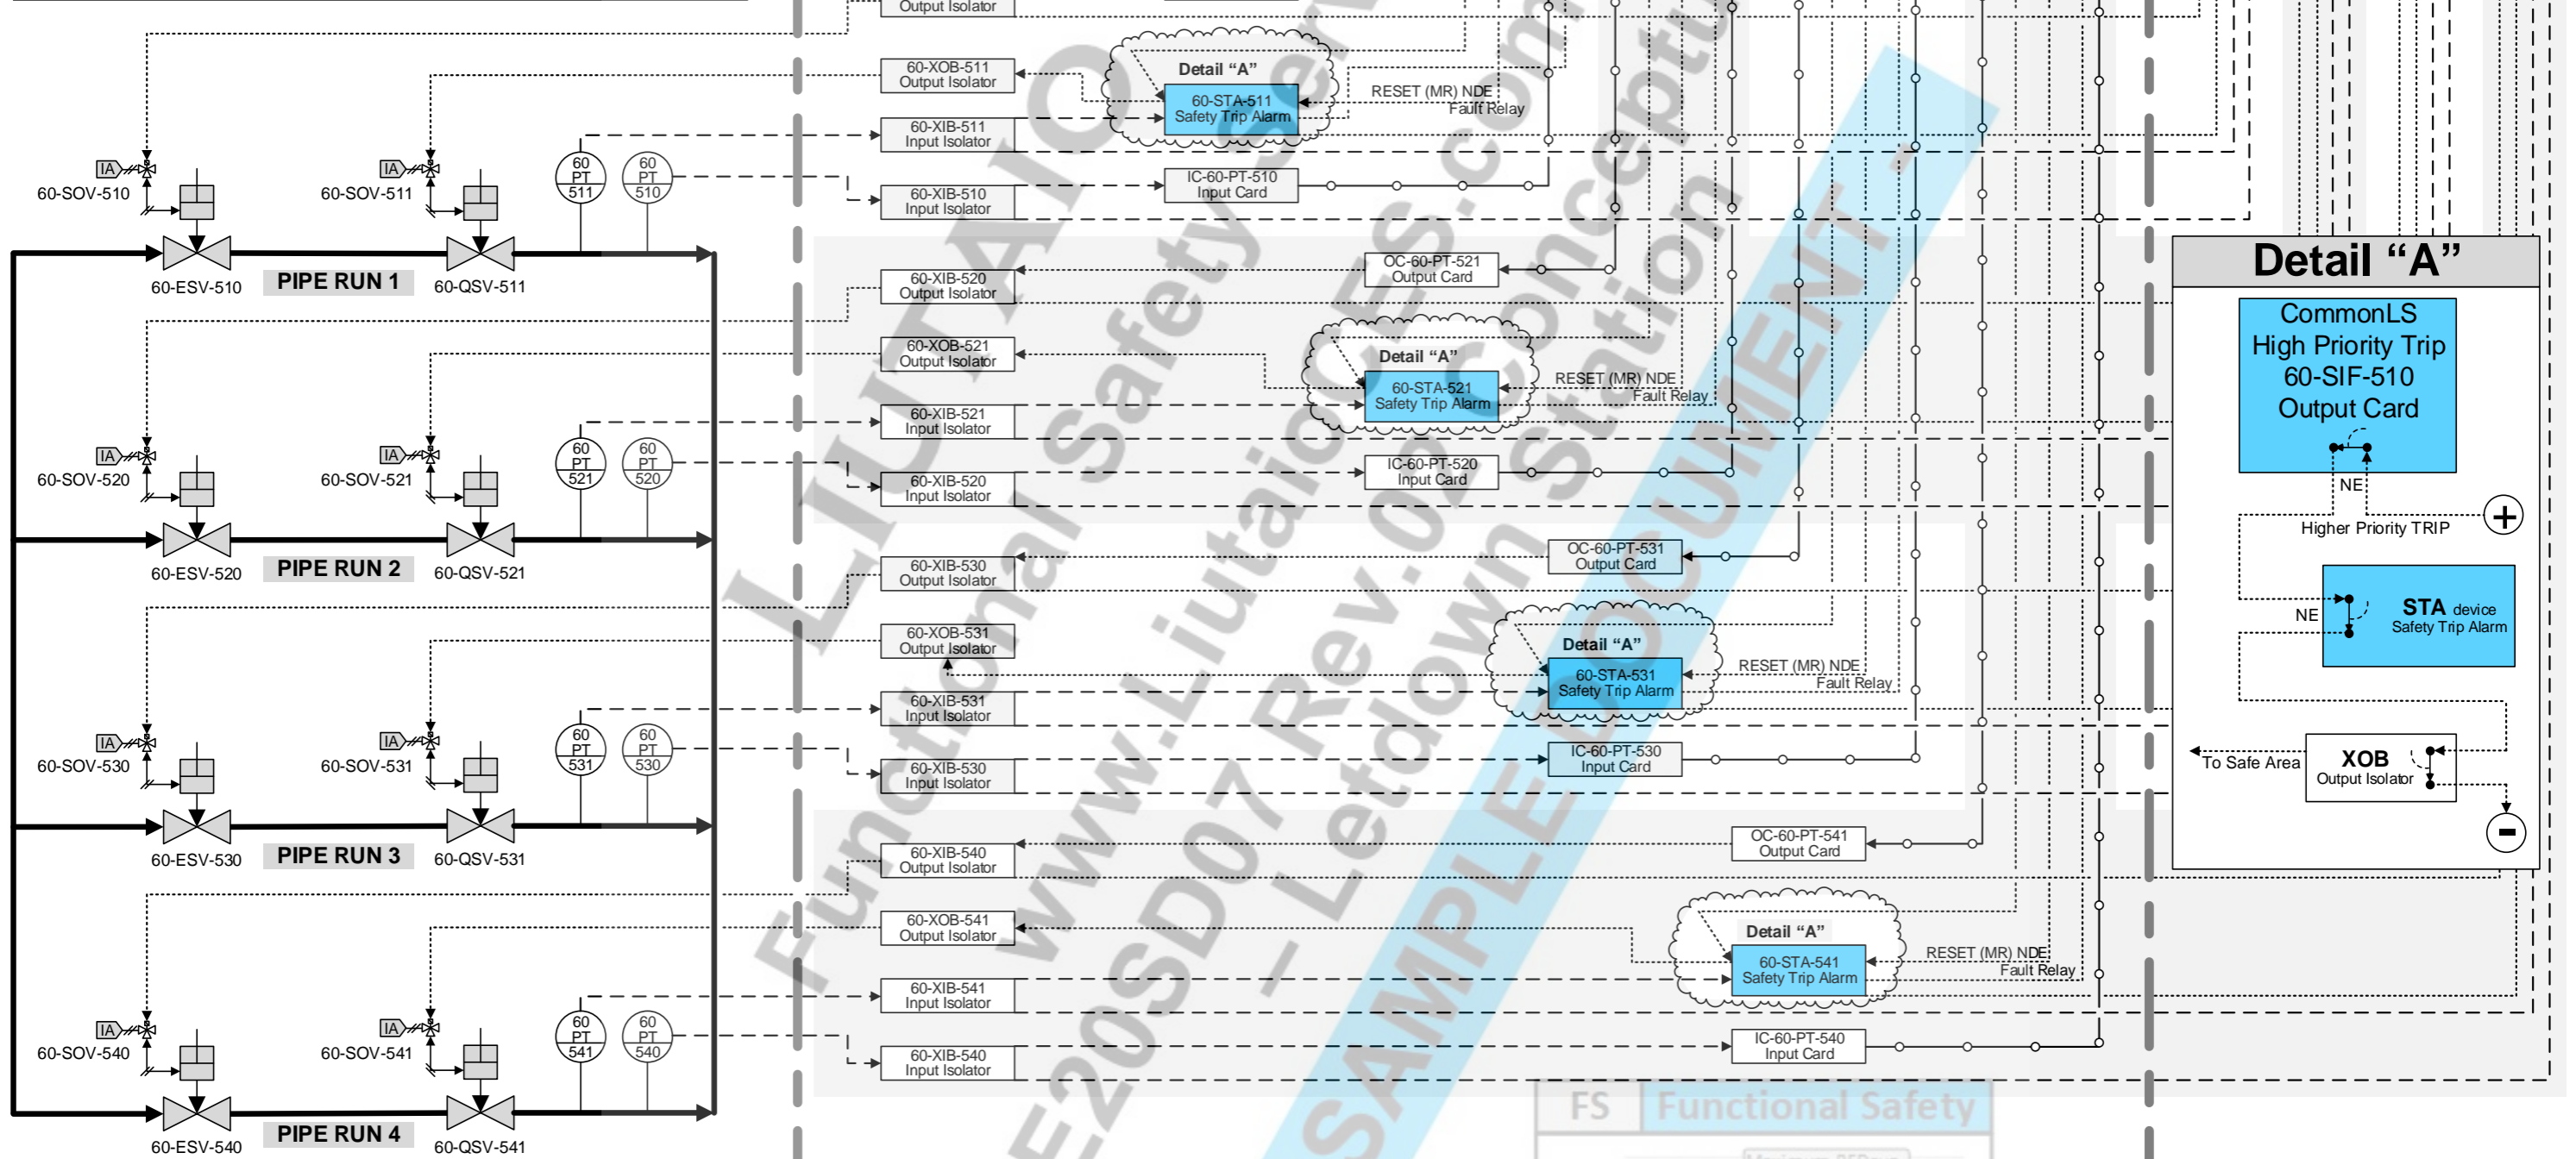 Output Isolator
60-XOB-511
Output Isolator
Detail “A”
60-STA-511
Safety Trip Alarm
RESET (MR) NDE
Fault Relay
60-XIB-511
Input Isolator
IA
60-SOV-510
IA
60-SOV-511
60
PT
511
60
PT
510
60-XIB-510
Input Isolator
IC-60-PT-510
Input Card
60-ESV-510
PIPE RUN 1
60-QSV-511
60-XIB-520
Output Isolator
OC-60-PT-521
Output Card
60-XOB-521
Output Isolator
Detail “A”
60-STA-521
Safety Trip Alarm
RESET (MR) NDE
Fault Relay
60-XIB-521
Input Isolator
IA
60-SOV-520
IA
60-SOV-521
60
PT
521
60
PT
520
60-XIB-520
Input Isolator
IC-60-PT-520
Input Card
60-ESV-520
PIPE RUN 2
60-QSV-521
60-XIB-530
Output Isolator
OC-60-PT-531
Output Card
60-XOB-531
Output Isolator
Detail “A”
60-STA-531
Safety Trip Alarm
RESET (MR) NDE
Fault Relay
60-XIB-531
Input Isolator
IA
60-SOV-530
IA
60-SOV-531
60
PT
531
60
PT
530
60-XIB-530
Input Isolator
IC-60-PT-530
Input Card
60-ESV-530
PIPE RUN 3
60-QSV-531
60-XIB-540
Output Isolator
OC-60-PT-541
Output Card
60-XOB-541
Output Isolator
Detail “A”
60-STA-541
Safety Trip Alarm
RESET (MR) NDE
Fault Relay
60-XIB-541
Input Isolator
IA
60-SOV-540
IA
60-SOV-541
60
PT
541
60
PT
540
60-XIB-540
Input Isolator
IC-60-PT-540
Input Card
60-ESV-540
PIPE RUN 4
60-QSV-541
Detail “A”
CommonLS
High Priority Trip
60-SIF-510
Output Card
NE
Higher Priority TRIP
+
NE
STA device
Safety Trip Alarm
To Safe Area
XOB
Output Isolator
-
LIUTAIO
Functional Safety
www.LiutaioCES.com
E20SD07 Rev.02 Conceptu
– Letdown Station
SAMPLE DOCUMENT -
FS
Functional Safety